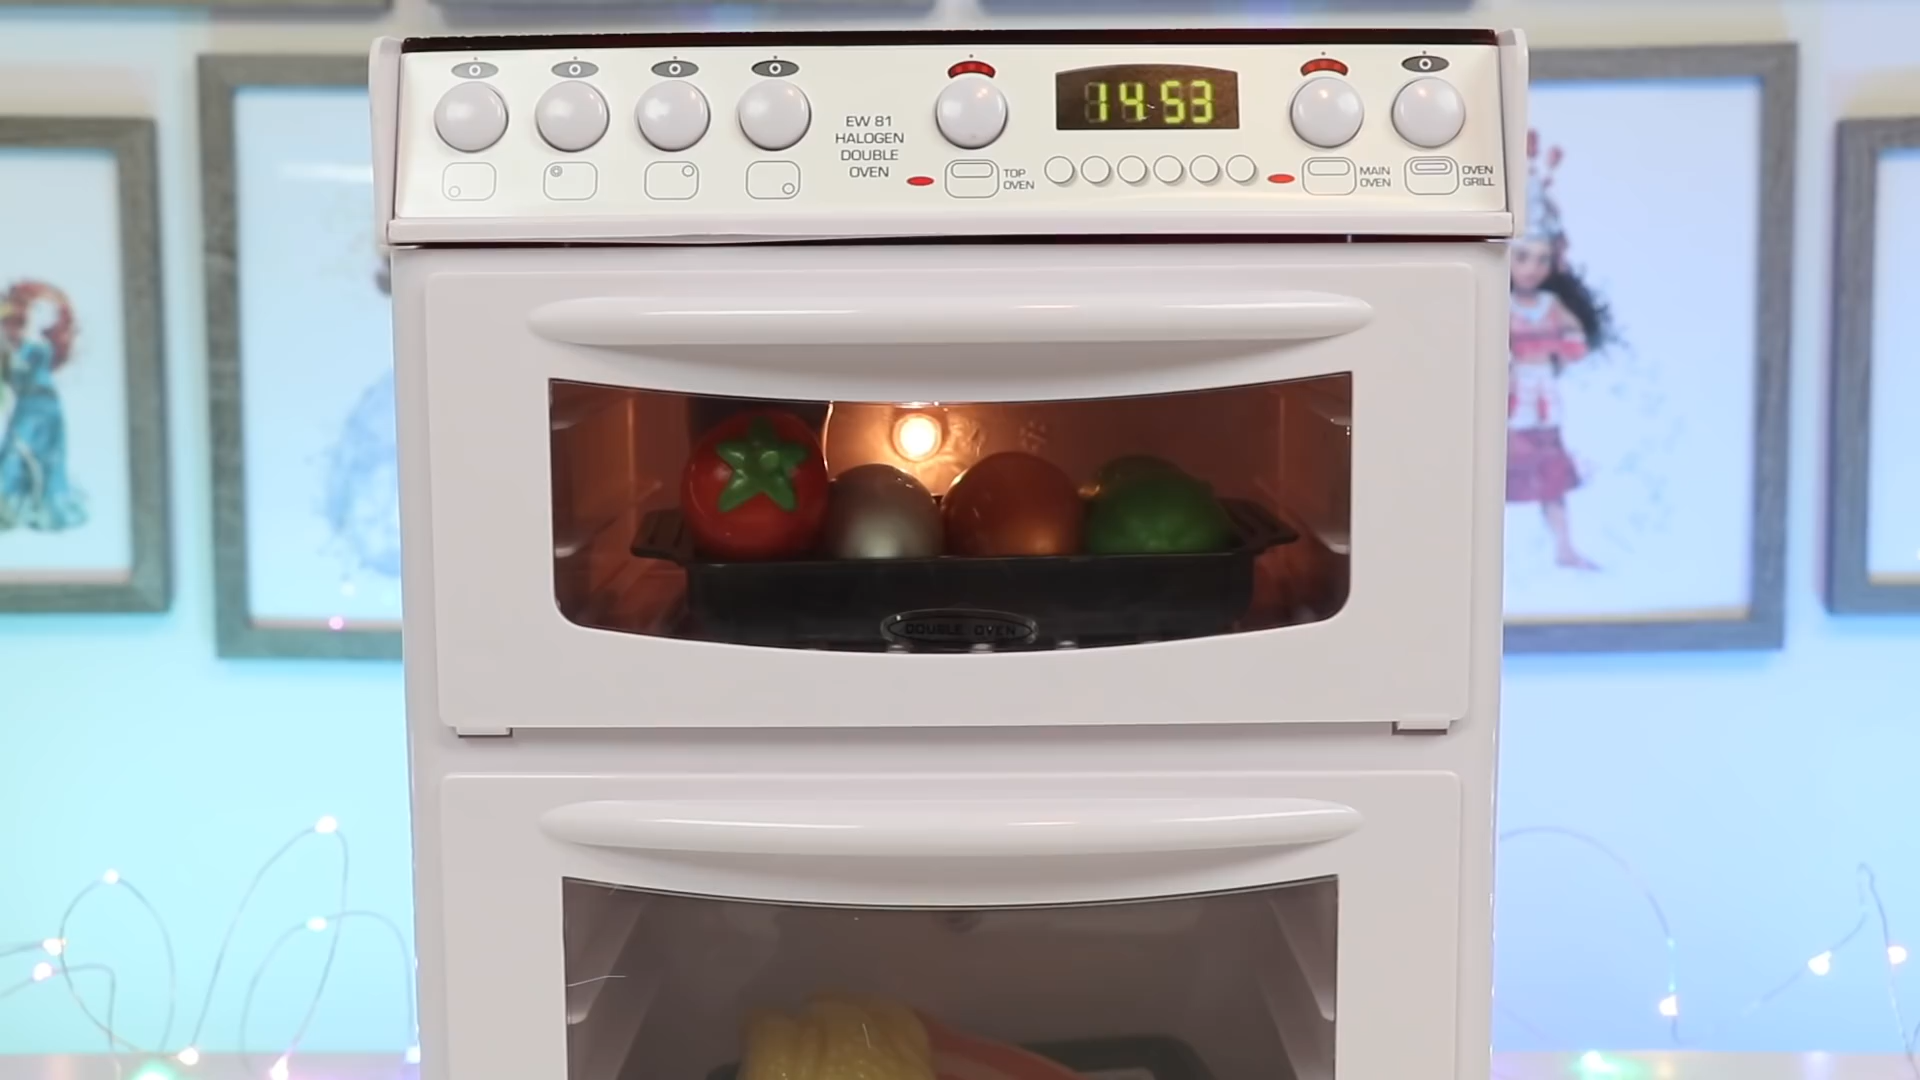 EW 81
HALOGEN
DOUBLE
OVEN
14:53
TOP
OVEN
MAIN
OVEN
OVEN
GRILL
DOUBLE OVEN